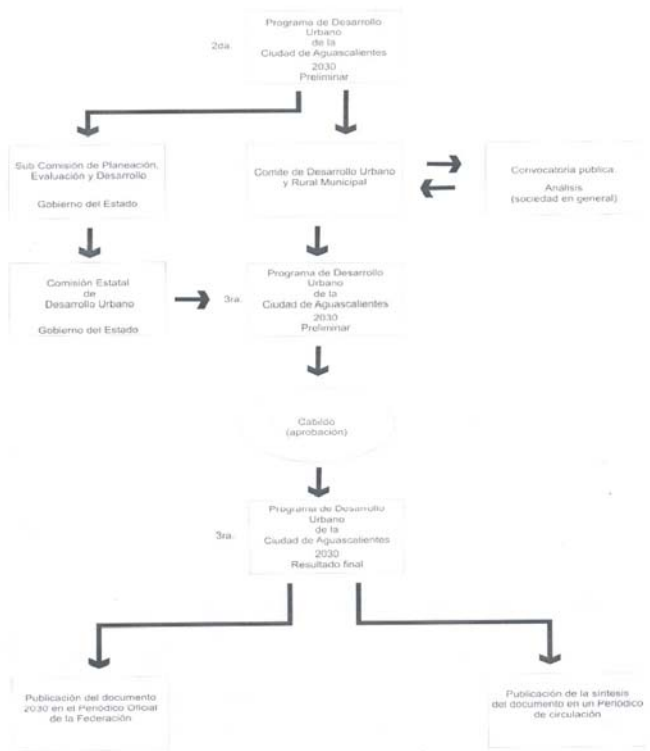 Programa de Desarrollo
Urbano
de la
Ciudad de Aguascalientes
2030
Preliminar
2da.
Sub Comisión de Planeación,
Evaluación y Desarrollo
Gobierno del Estado
Comite de Desarrollo Urbano
y Rural Municipal
Convocatoria pública.
Análisis
(sociedad en general)
Comisión Estatal
de
Desarrollo Urbano
Gobierno del Estado
3ra.
Programa de Desarrollo
Urbano
de la
Ciudad de Aguascalientes
2030
Preliminar
Cabildo
(aprobación)
3ra.
Programa de Desarrollo
Urbano
de la
Ciudad de Aguascalientes
2030
Resultado final
Publicación del documento
2030 en el Periódico Oficial
de la Federación
Publicación de la síntesis
del documento en un Periódico
de circulación